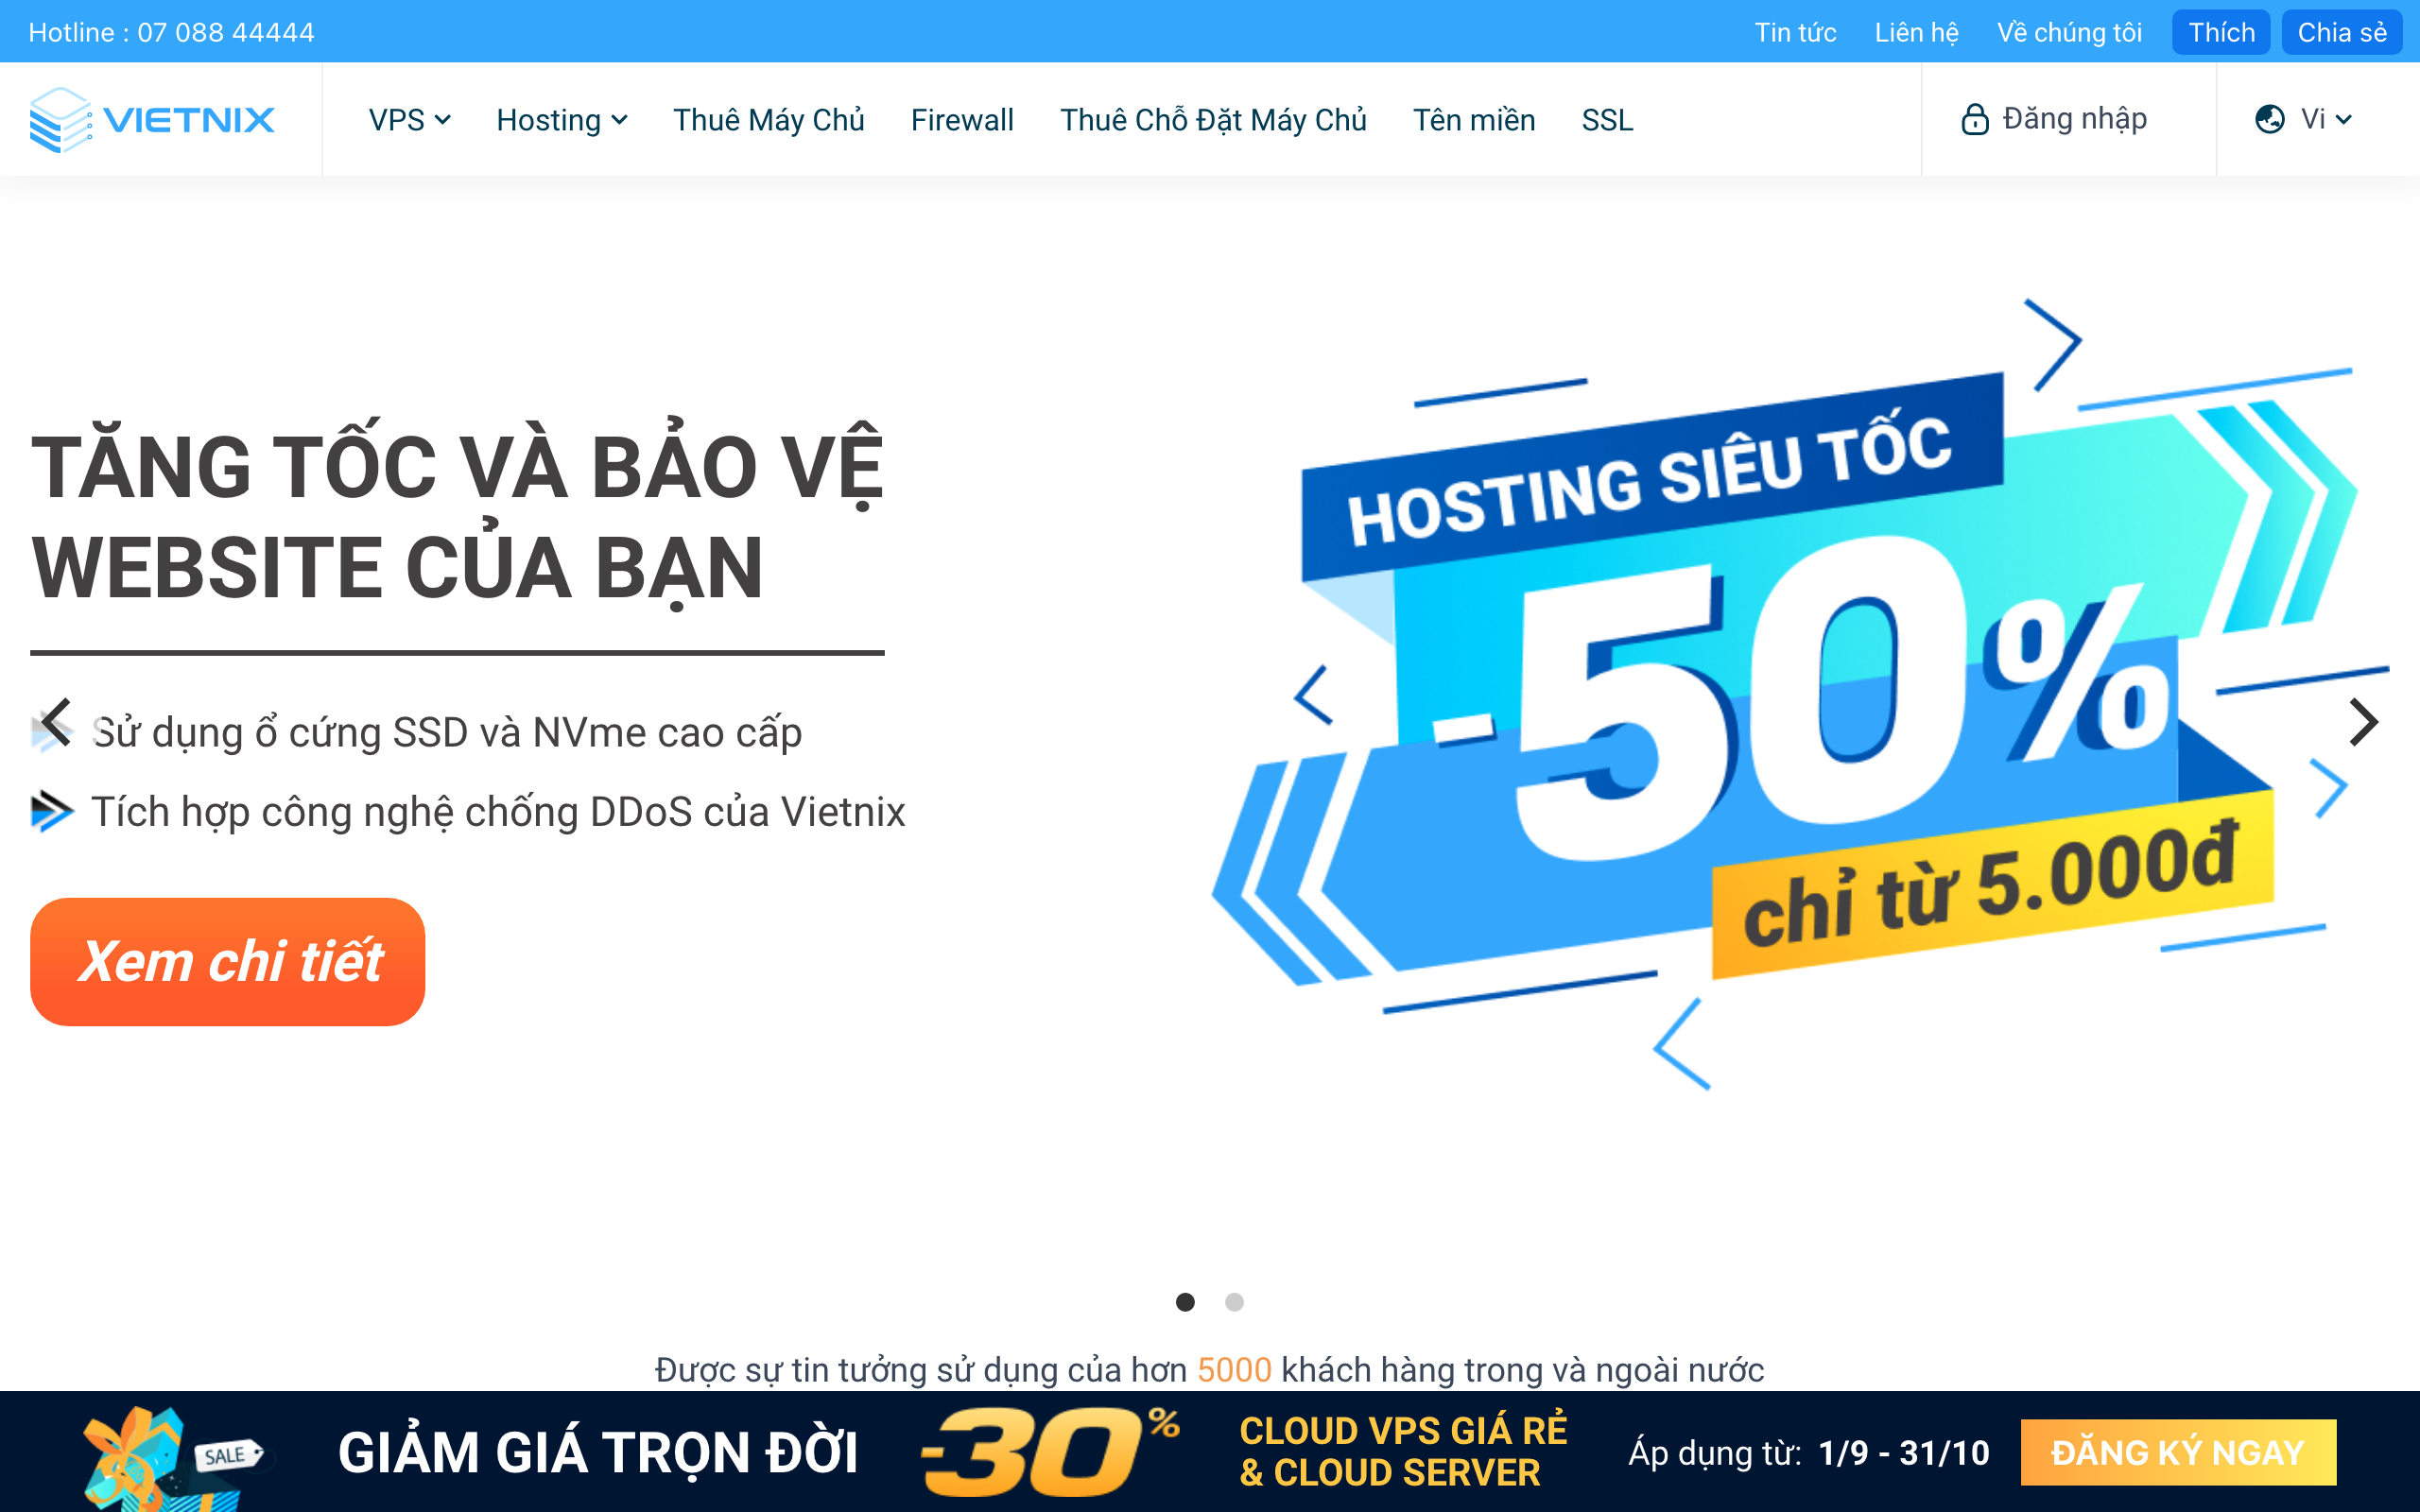 Hotline : 07 088 44444
Tin tức Liên hệ Về chúng tôi Thích Chia sẻ
VIETNIX
VPS Hosting Thuê Máy Chủ Firewall Thuê Chỗ Đặt Máy Chủ Tên miền SSL
Đăng nhập Vi
TĂNG TỐC VÀ BẢO VỆ
WEBSITE CỦA BẠN
Sử dụng ổ cứng SSD và NVme cao cấp
Tích hợp công nghệ chống DDoS của Vietnix
Xem chi tiết
HOSTING SIÊU TỐC
-50%
chỉ từ 5.000đ
Được sự tin tưởng sử dụng của hơn 5000 khách hàng trong và ngoài nước
SALE
GIẢM GIÁ TRỌN ĐỜI
-30%
CLOUD VPS GIÁ RẺ
& CLOUD SERVER
Áp dụng từ: 1/9 - 31/10
ĐĂNG KÝ NGAY